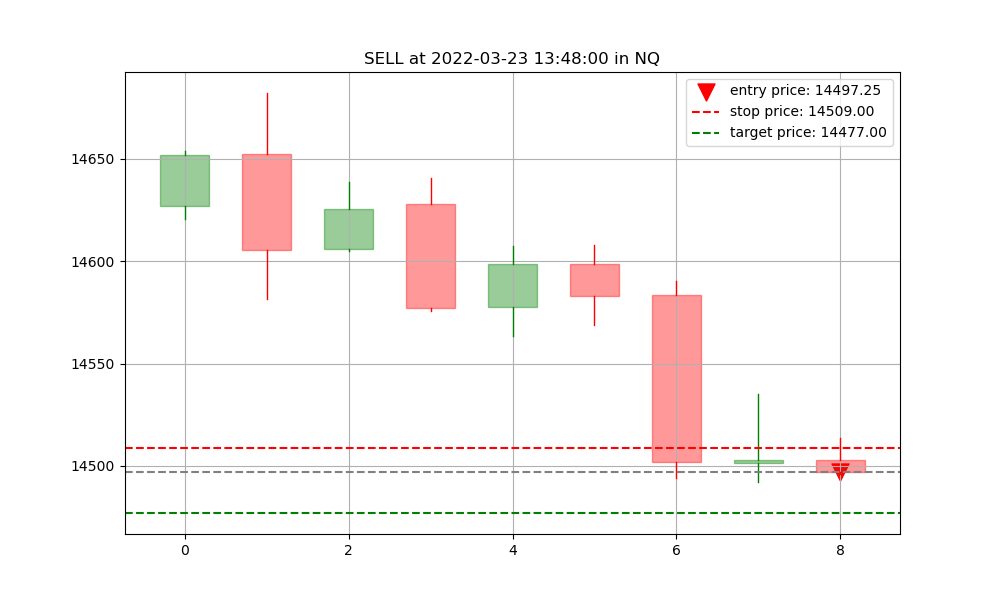 SELL at 2022-03-23 13:48:00 in NQ
entry price: 14497.25
stop price: 14509.00
target price: 14477.00
14650
14600
14550
14500
0 2 4 6 8